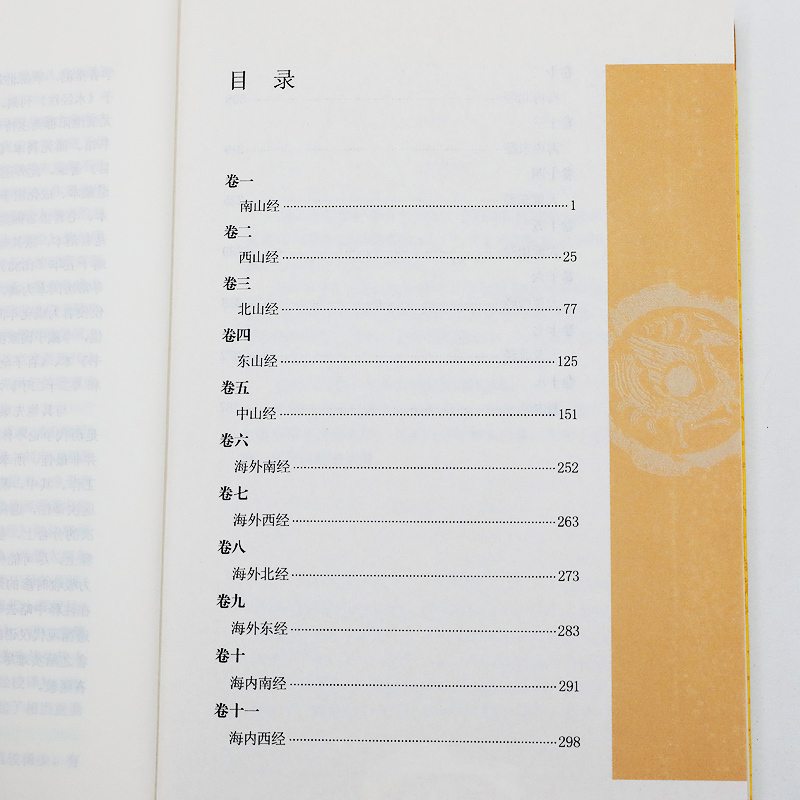 目 录
卷一
南山经……1
卷二
西山经……25
卷三
北山经……77
卷四
东山经……125
卷五
中山经……151
卷六
海外南经……252
卷七
海外西经……263
卷八
海外北经……273
卷九
海外东经……283
卷十
海内南经……291
卷十一
海内西经……298